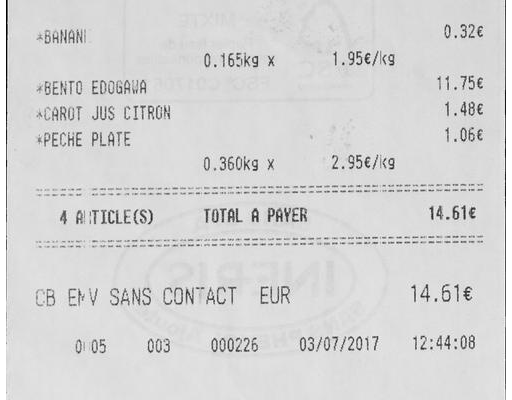 *BANANE 0.32€
0.165kg x 1.95€/kg
*BENTO EDOGAWA 11.75€
*CAROT JUS CITRON 1.48€
*PECHE PLATE 1.06€
0.360kg x 2.95€/kg
4 ARTICLE(S) TOTAL A PAYER 14.61€
CB EMV SANS CONTACT EUR 14.61€
0005 003 000226 03/07/2017 12:44:08